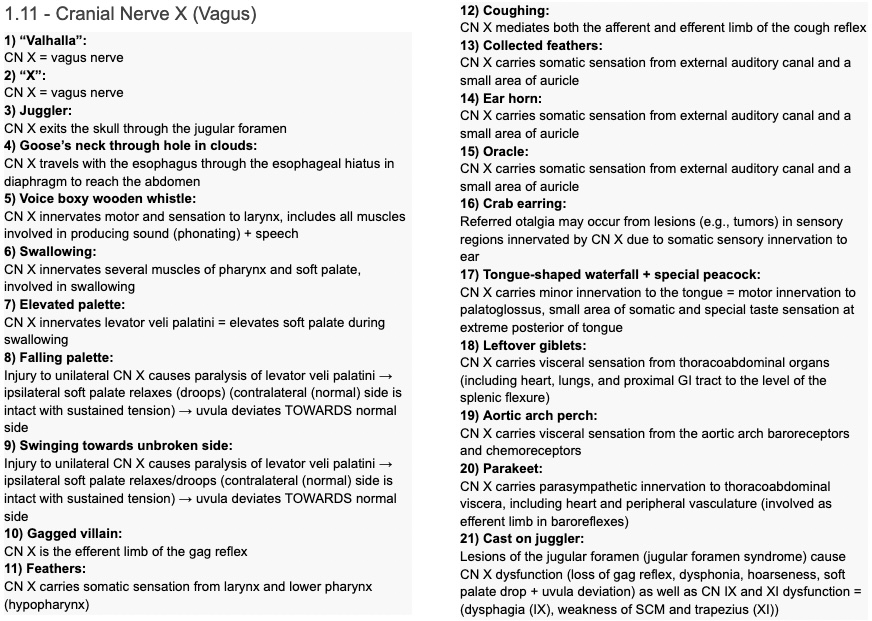 1.11 - Cranial Nerve X (Vagus)
1) “Valhalla”:
CN X = vagus nerve
2) “X”:
CN X = vagus nerve
3) Juggler:
CN X exits the skull through the jugular foramen
4) Goose’s neck through hole in clouds:
CN X travels with the esophagus through the esophageal hiatus in
diaphragm to reach the abdomen
5) Voice boxy wooden whistle:
CN X innervates motor and sensation to larynx, includes all muscles
involved in producing sound (phonating) + speech
6) Swallowing:
CN X innervates several muscles of pharynx and soft palate,
involved in swallowing
7) Elevated palette:
CN X innervates levator veli palatini = elevates soft palate during
swallowing
8) Falling palette:
Injury to unilateral CN X causes paralysis of levator veli palatini →
ipsilateral soft palate relaxes (droops) (contralateral (normal) side is
intact with sustained tension) → uvula deviates TOWARDS normal
side
9) Swinging towards unbroken side:
Injury to unilateral CN X causes paralysis of levator veli palatini →
ipsilateral soft palate relaxes/droops (contralateral (normal) side is
intact with sustained tension) → uvula deviates TOWARDS normal
side
10) Gagged villain:
CN X is the efferent limb of the gag reflex
11) Feathers:
CN X carries somatic sensation from larynx and lower pharynx
(hypopharynx)
12) Coughing:
CN X mediates both the afferent and efferent limb of the cough reflex
13) Collected feathers:
CN X carries somatic sensation from external auditory canal and a
small area of auricle
14) Ear horn:
CN X carries somatic sensation from external auditory canal and a
small area of auricle
15) Oracle:
CN X carries somatic sensation from external auditory canal and a
small area of auricle
16) Crab earring:
Referred otalgia may occur from lesions (e.g., tumors) in sensory
regions innervated by CN X due to somatic sensory innervation to
ear
17) Tongue-shaped waterfall + special peacock:
CN X carries minor innervation to the tongue = motor innervation to
palatoglossus, small area of somatic and special taste sensation at
extreme posterior of tongue
18) Leftover giblets:
CN X carries visceral sensation from thoracoabdominal organs
(including heart, lungs, and proximal GI tract to the level of the
splenic flexure)
19) Aortic arch perch:
CN X carries visceral sensation from the aortic arch baroreceptors
and chemoreceptors
20) Parakeet:
CN X carries parasympathetic innervation to thoracoabdominal
viscera, including heart and peripheral vasculature (involved as
efferent limb in baroreflexes)
21) Cast on juggler:
Lesions of the jugular foramen (jugular foramen syndrome) cause
CN X dysfunction (loss of gag reflex, dysphonia, hoarseness, soft
palate drop + uvula deviation) as well as CN IX and XI dysfunction =
(dysphagia (IX), weakness of SCM and trapezius (XI))